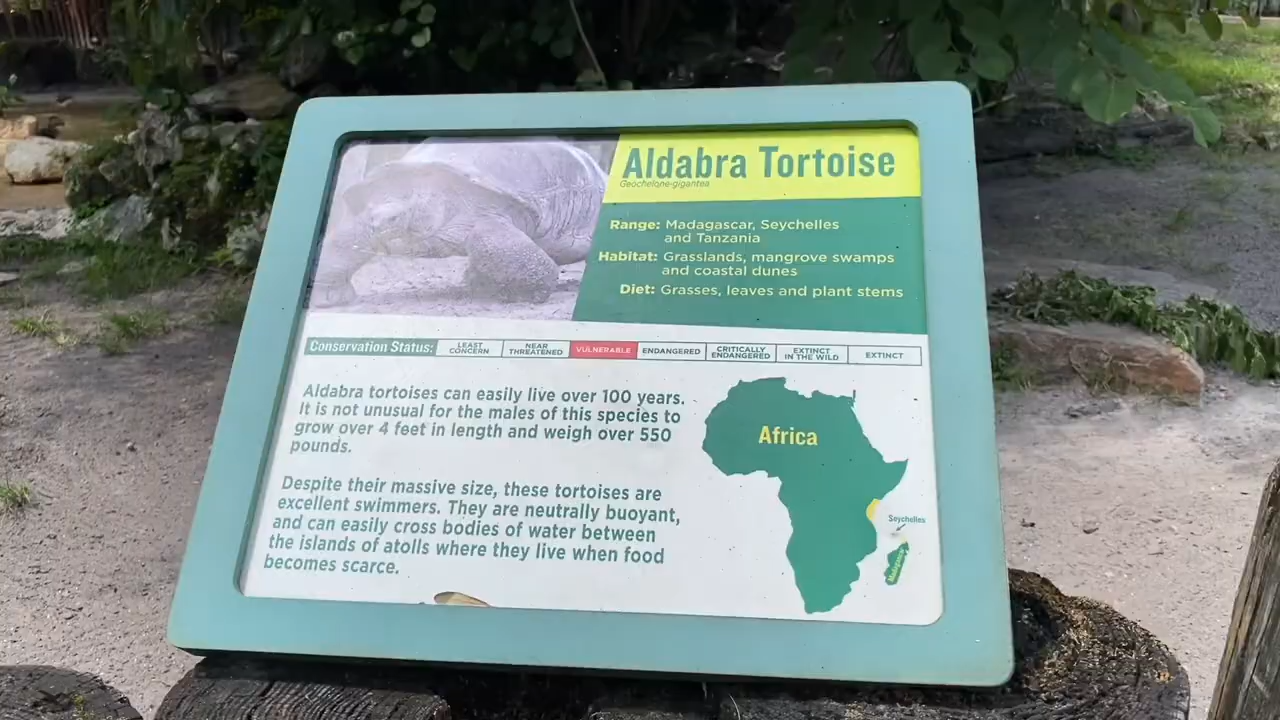 Aldabra Tortoise
Geochelone-gigantea
Range: Madagascar, Seychelles
and Tanzania
Habitat: Grasslands, mangrove swamps
and coastal dunes
Diet: Grasses, leaves and plant stems
Conservation Status:
LEAST
CONCERN
NEAR
THREATENED
VULNERABLE
ENDANGERED
CRITICALLY
ENDANGERED
EXTINCT
IN THE WILD
EXTINCT
Aldabra tortoises can easily live over 100 years.
It is not unusual for the males of this species to
grow over 4 feet in length and weigh over 550
pounds.
Despite their massive size, these tortoises are
excellent swimmers. They are neutrally buoyant,
and can easily cross bodies of water between
the islands of atolls where they live when food
becomes scarce.
Africa
Seychelles
Madagascar